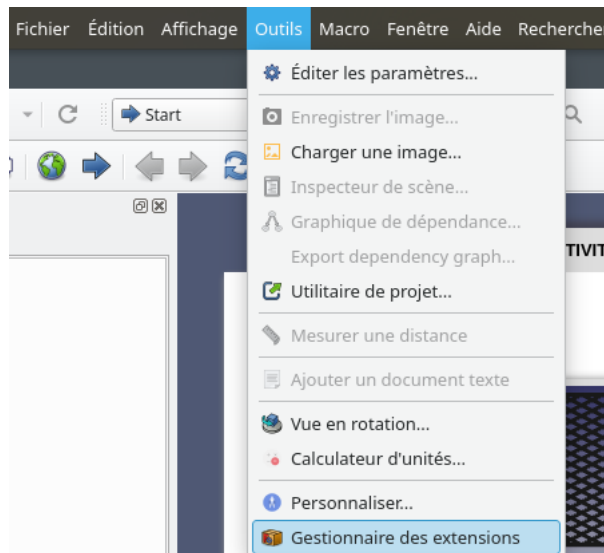 Fichier Édition Affichage Outils Macro Fenêtre Aide Rechercher
Start
Éditer les paramètres...
Enregistrer l'image...
Charger une image...
Inspecteur de scène...
Graphique de dépendance...
Export dependency graph...
TIVIT
Utilitaire de projet...
Mesurer une distance
Ajouter un document texte
Vue en rotation...
Calculateur d'unités...
Personnaliser...
Gestionnaire des extensions